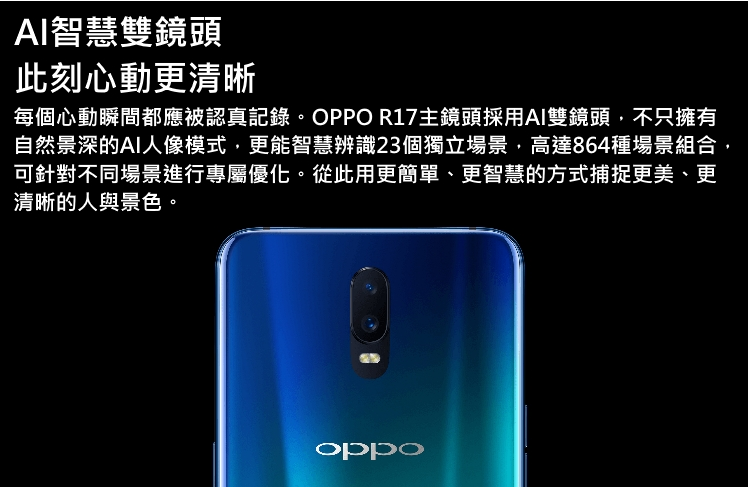 AI智慧雙鏡頭
此刻心動更清晰
每個心動瞬間都應被認真記錄。OPPO R17主鏡頭採用AI雙鏡頭，不只擁有
自然景深的AI人像模式，更能智慧辨識23個獨立場景，高達864種場景組合，
可針對不同場景進行專屬優化。從此用更簡單、更智慧的方式捕捉更美、更
清晰的人與景色。
oppo